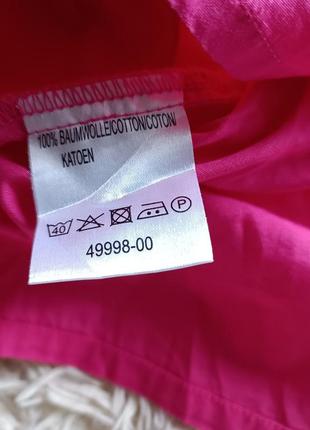 100% BAUMWOLLE/COTTON/COTON/
KATOEN
40 P
49998-00